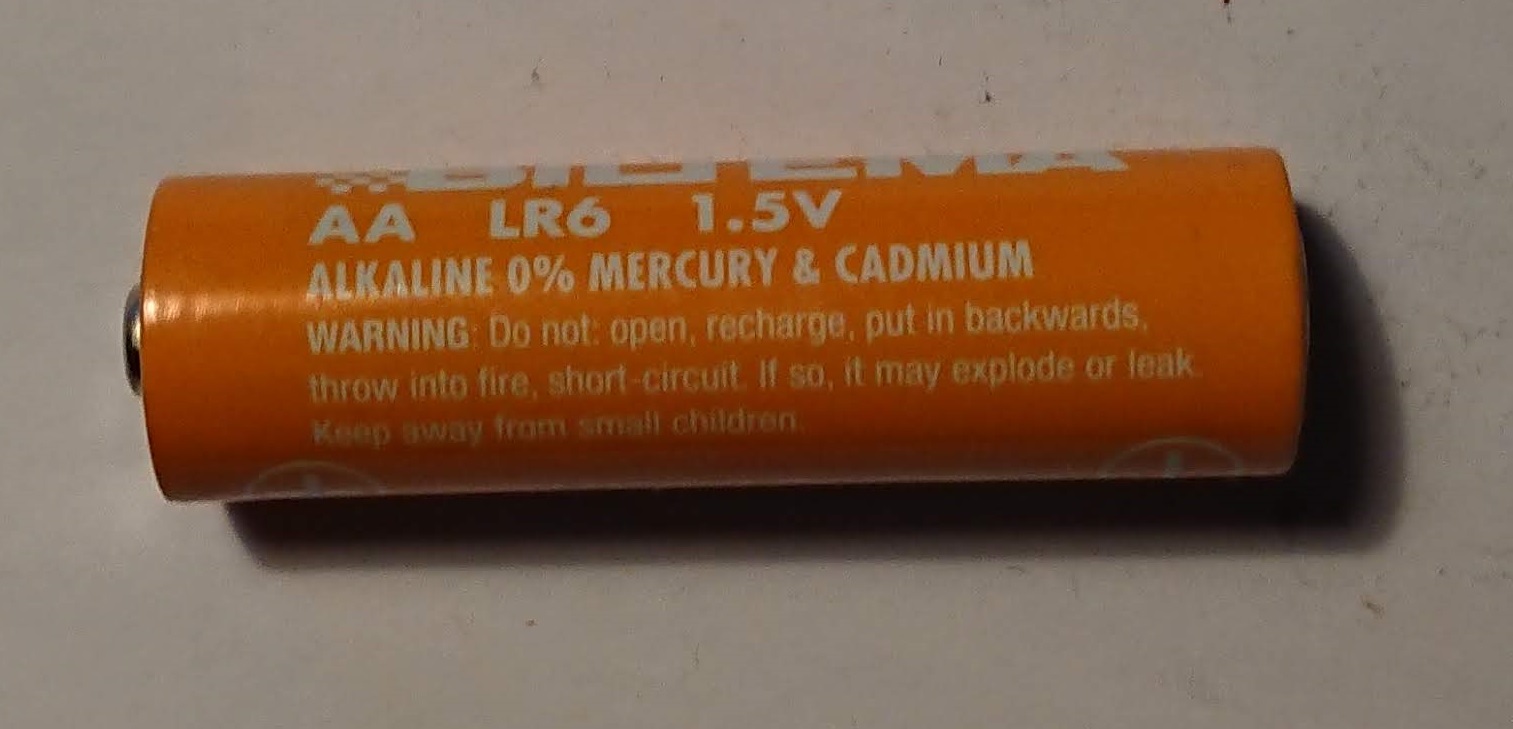 AA LR6 1.5V
ALKALINE 0% MERCURY & CADMIUM
WARNING: Do not: open, recharge, put in backwards,
throw into fire, short-circuit. If so, it may explode or leak.
Keep away from small children.